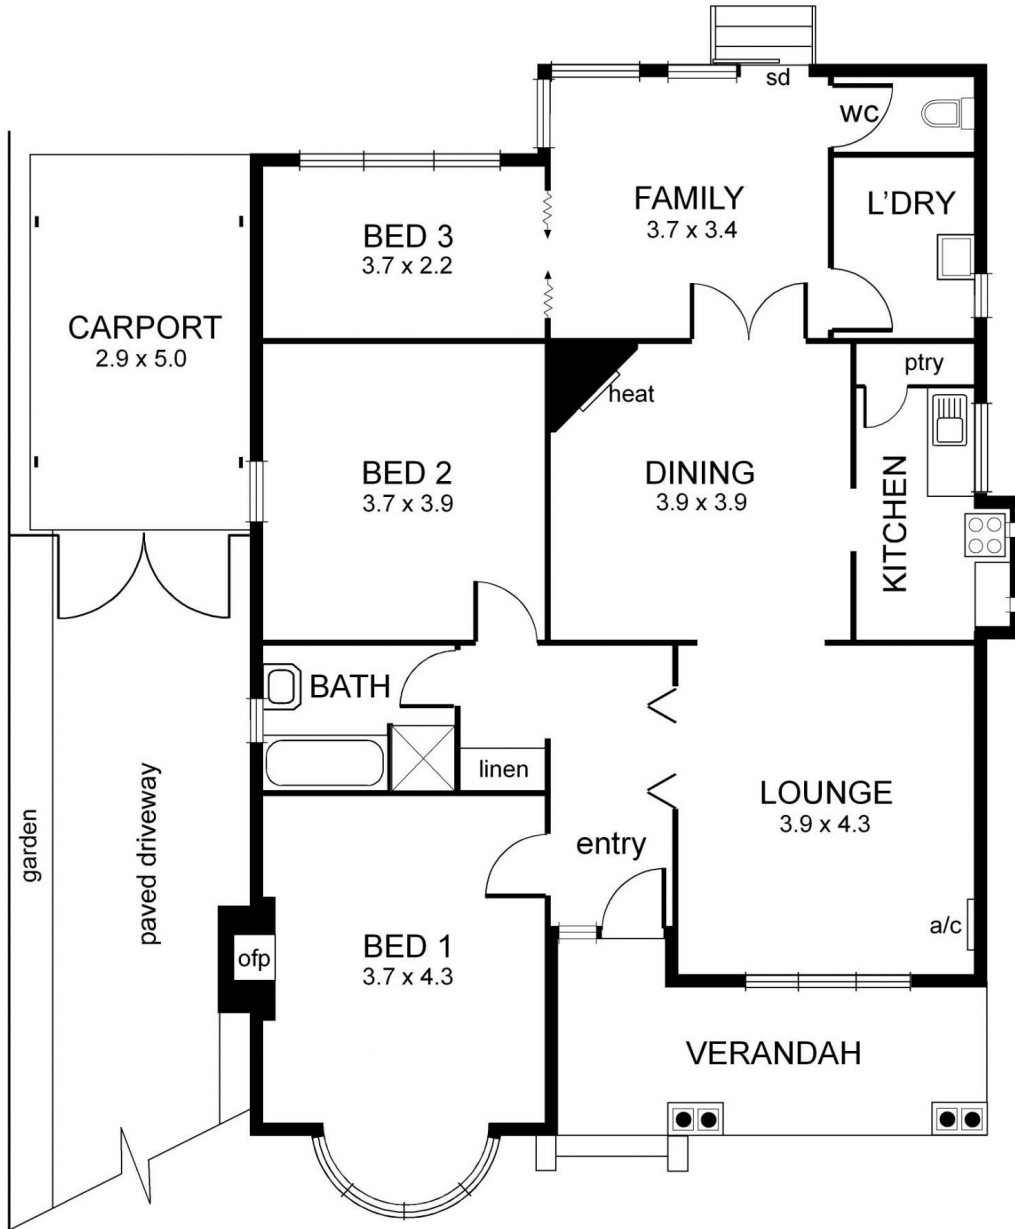 sd
wc
FAMILY
3.7 x 3.4
L'DRY
BED 3
3.7 x 2.2
CARPORT
2.9 x 5.0
ptry
heat
BED 2
3.7 x 3.9
DINING
3.9 x 3.9
KITCHEN
BATH
linen
LOUNGE
3.9 x 4.3
entry
garden
paved driveway
a/c
BED 1
3.7 x 4.3
ofp
VERANDAH